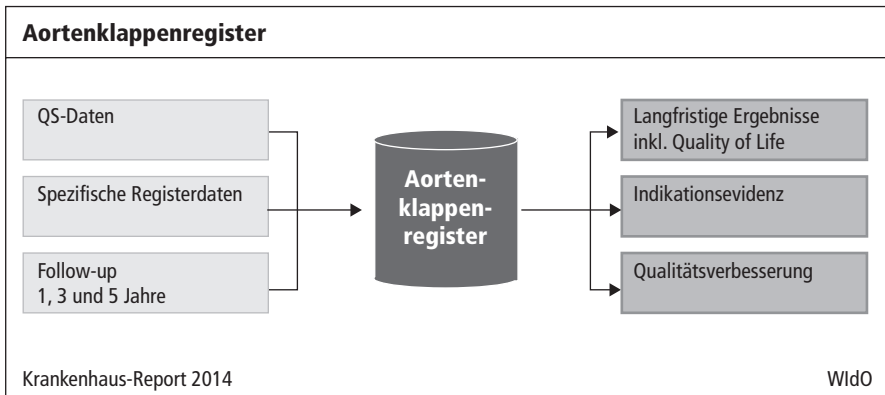 Aortenklappenregister
QS-Daten
Spezifische Registerdaten
Follow-up
1, 3 und 5 Jahre
Aorten-
klappen-
register
Langfristige Ergebnisse
inkl. Quality of Life
Indikationsevidenz
Qualitätsverbesserung
Krankenhaus-Report 2014
WIdO